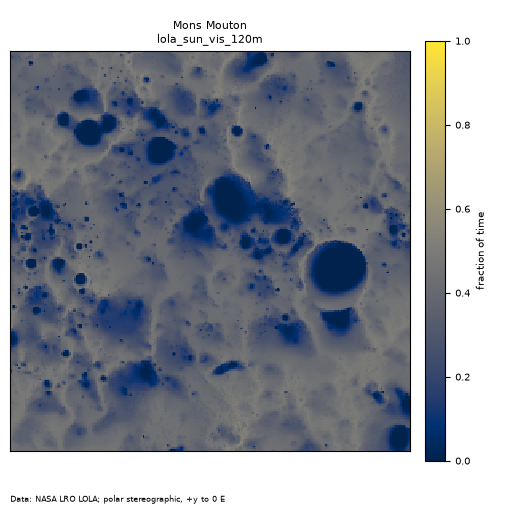 Mons Mouton
lola_sun_vis_120m
1.0
0.8
0.6
0.4
0.2
0.0
fraction of time
Data: NASA LRO LOLA; polar stereographic, +y to 0 E